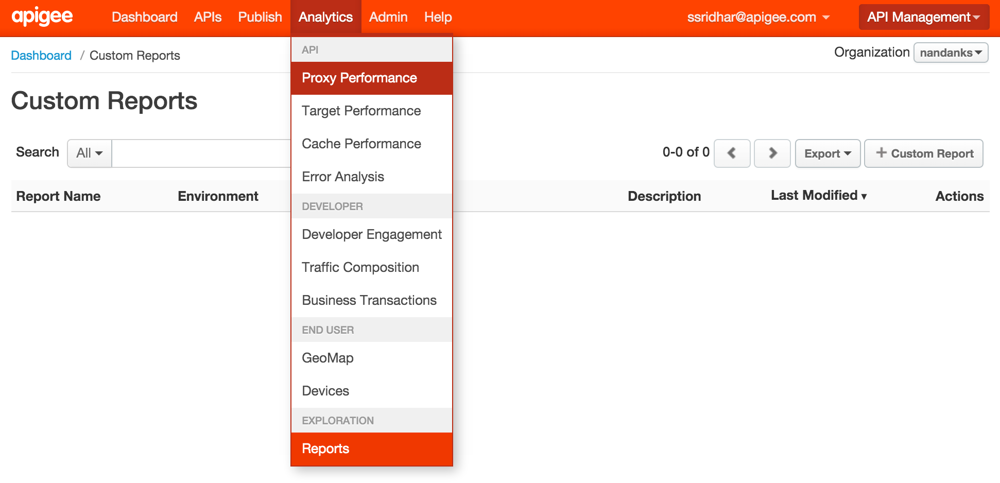 apigee Dashboard APIs Publish Analytics Admin Help ssridhar@apigee.com API Management
Dashboard / Custom Reports
Organization nandanks
Custom Reports
Search All
0-0 of 0
Export
+ Custom Report
Report Name Environment Description Last Modified ▾ Actions
API
Proxy Performance
Target Performance
Cache Performance
Error Analysis
DEVELOPER
Developer Engagement
Traffic Composition
Business Transactions
END USER
GeoMap
Devices
EXPLORATION
Reports